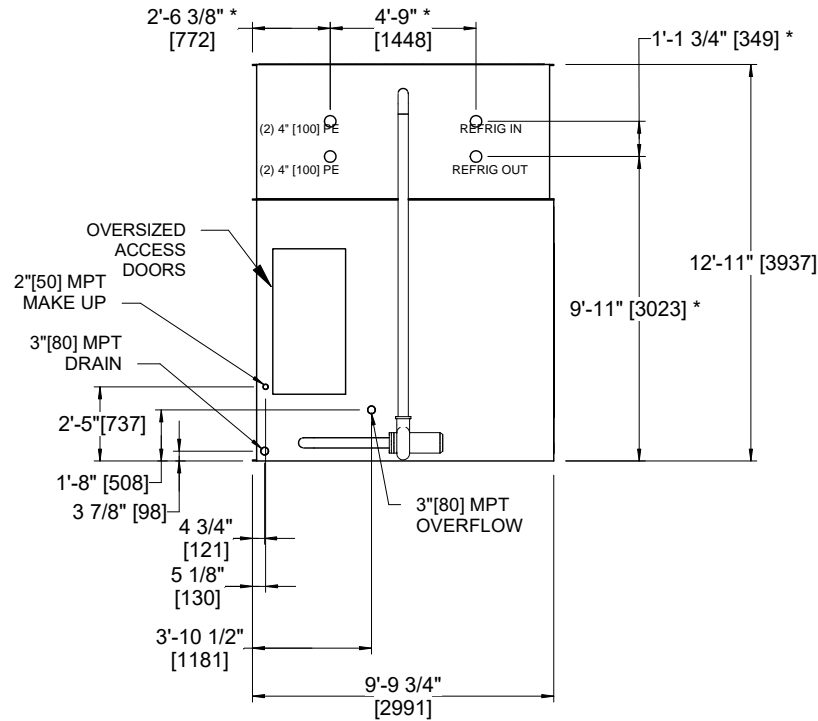 2'-6 3/8" *
[772]
4'-9" *
[1448]
1'-1 3/4" [349] *
(2) 4" [100] PE
REFRIG IN
(2) 4" [100] PE
REFRIG OUT
OVERSIZED
ACCESS
DOORS
12'-11" [3937]
2"[50] MPT
MAKE UP
9'-11" [3023] *
3"[80] MPT
DRAIN
2'-5"[737]
1'-8" [508]
3 7/8" [98]
3"[80] MPT
OVERFLOW
4 3/4"
[121]
5 1/8"
[130]
3'-10 1/2"
[1181]
9'-9 3/4"
[2991]